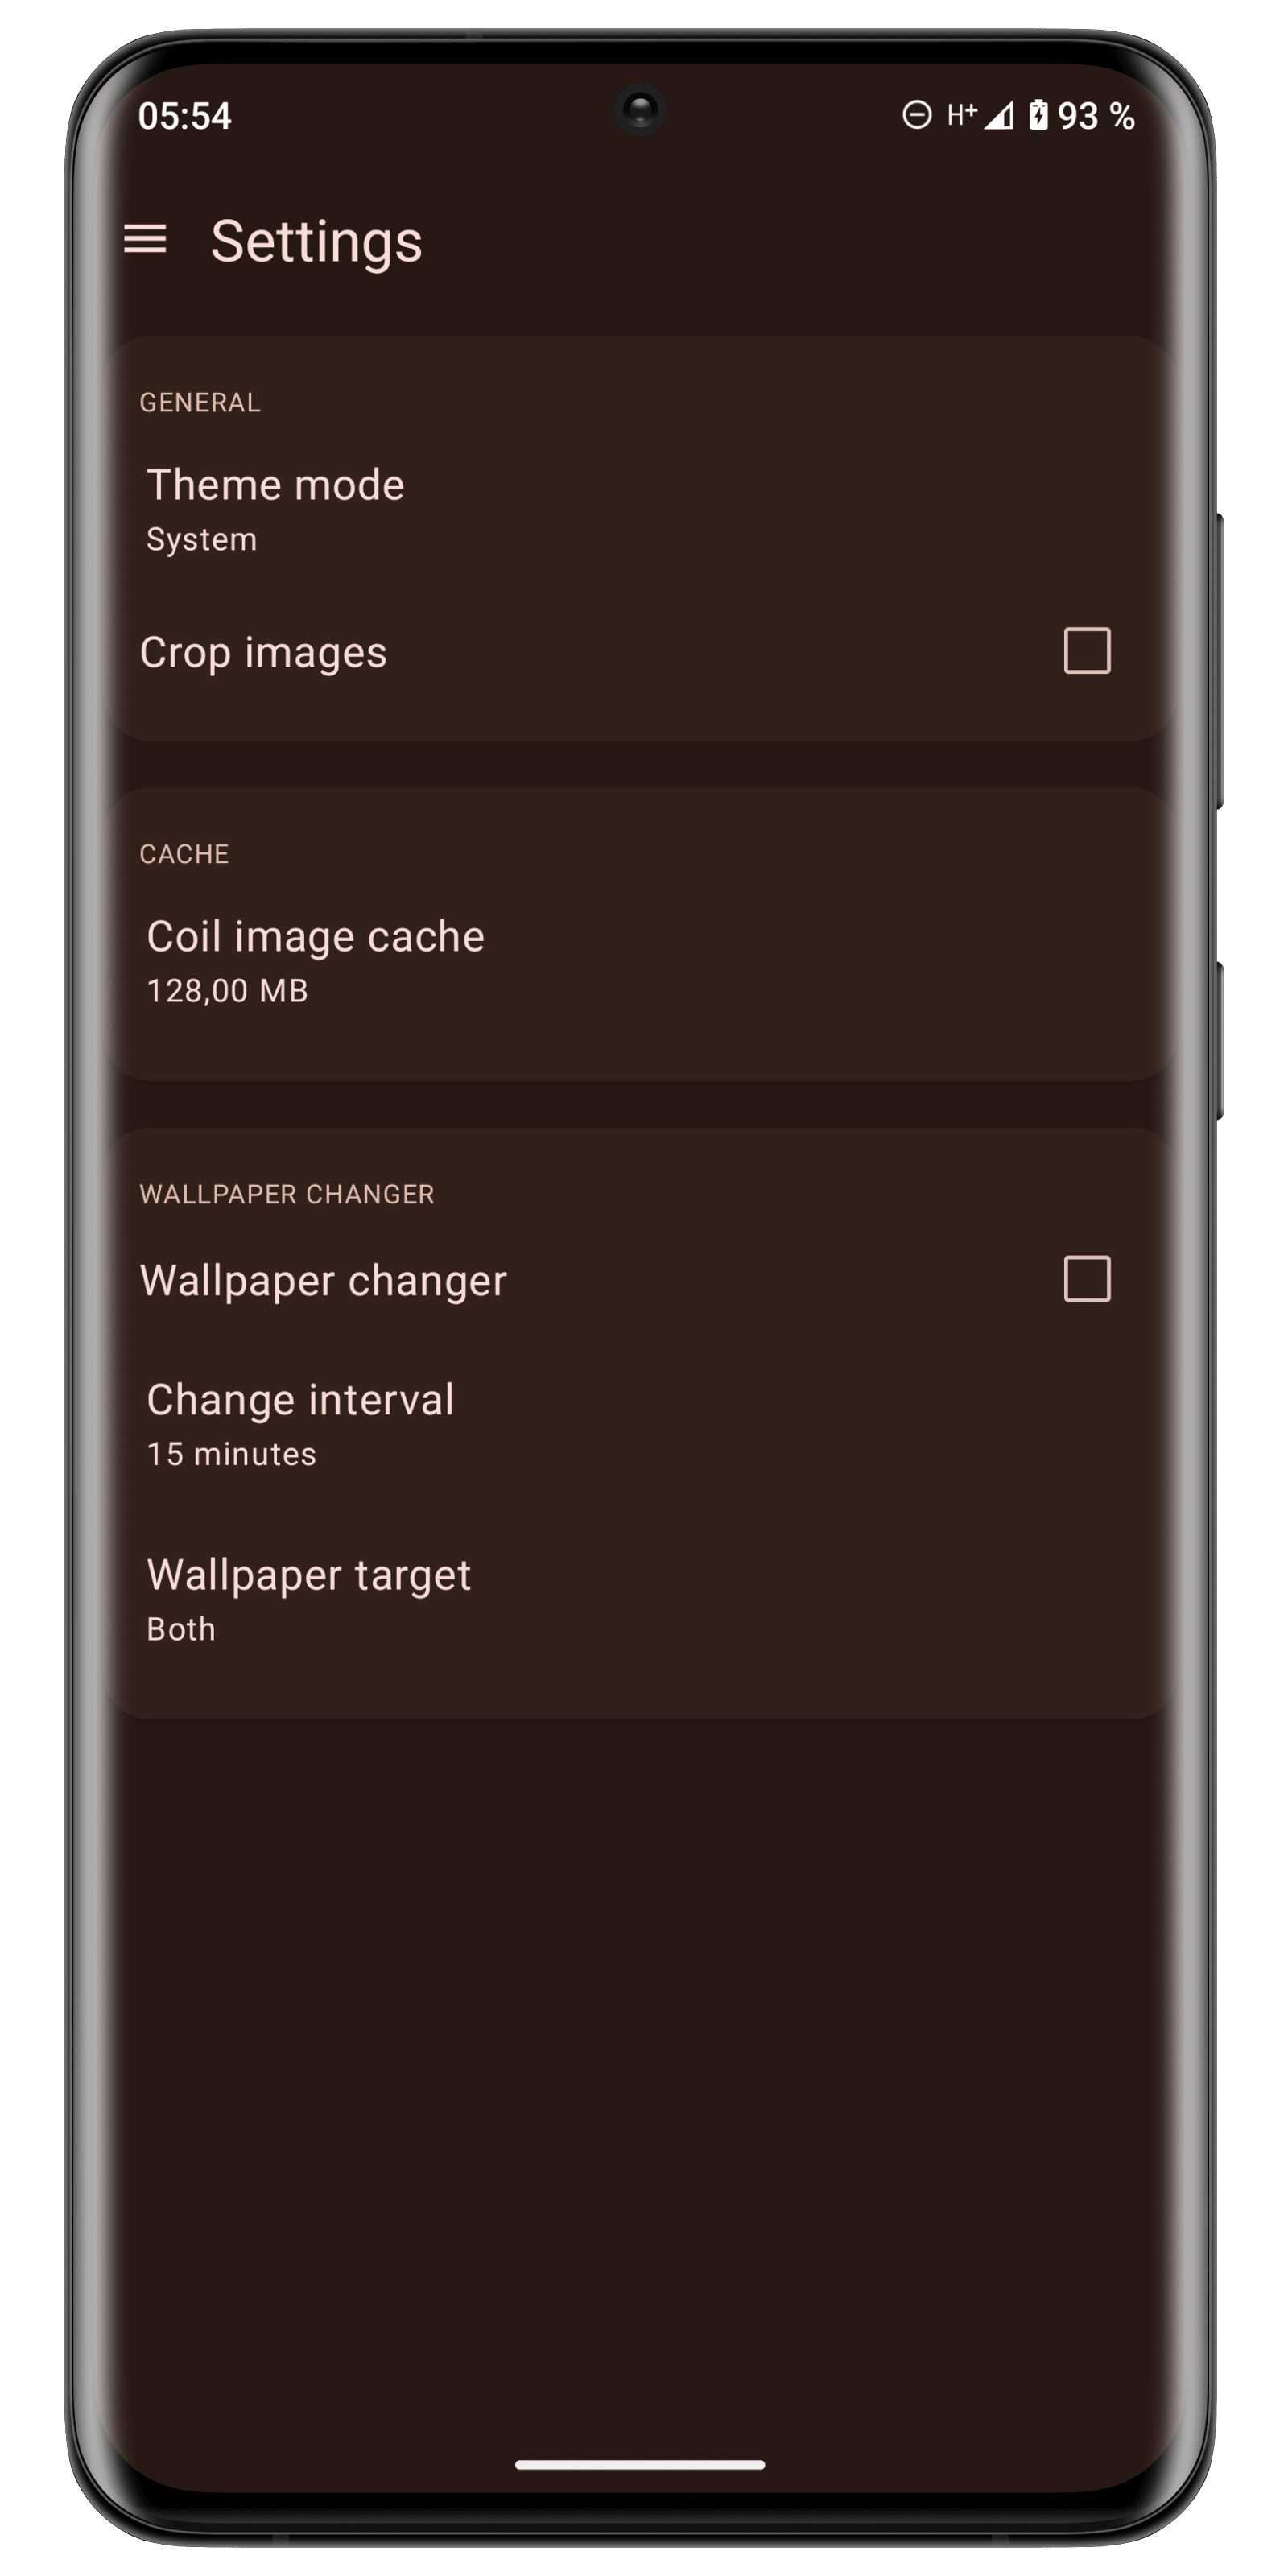 05:54 H+ 93 %
Settings
GENERAL
Theme mode
System
Crop images
CACHE
Coil image cache
128,00 MB
WALLPAPER CHANGER
Wallpaper changer
Change interval
15 minutes
Wallpaper target
Both